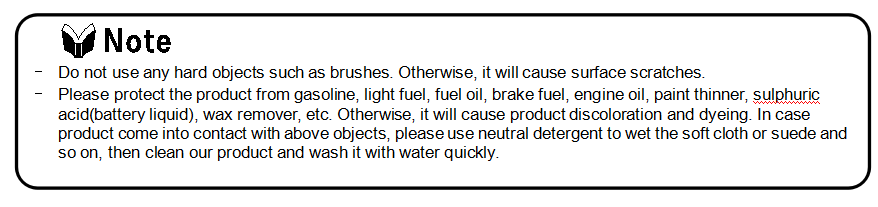 Note
- Do not use any hard objects such as brushes. Otherwise, it will cause surface scratches.
- Please protect the product from gasoline, light fuel, fuel oil, brake fuel, engine oil, paint thinner, sulphuric
acid(battery liquid), wax remover, etc. Otherwise, it will cause product discoloration and dyeing. In case
product come into contact with above objects, please use neutral detergent to wet the soft cloth or suede and
so on, then clean our product and wash it with water quickly.